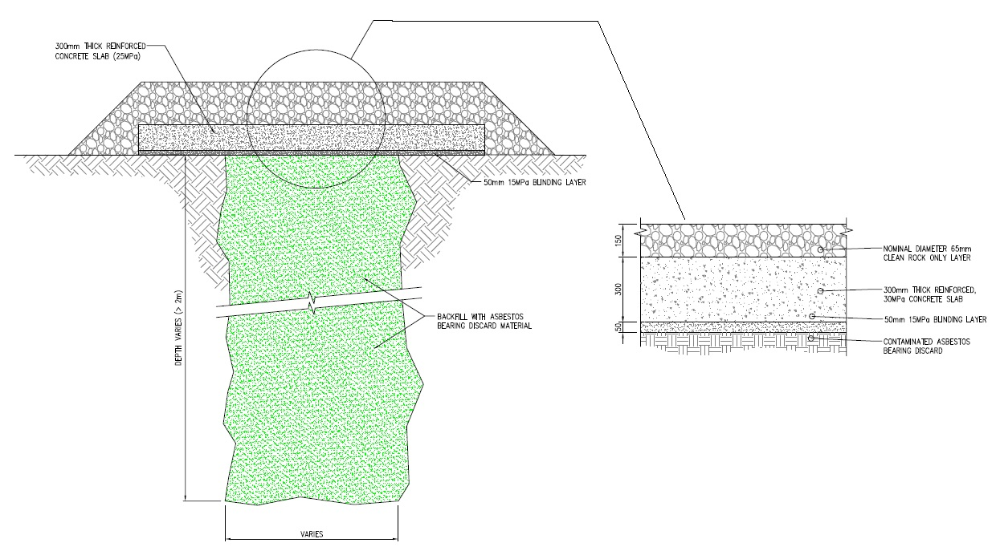 300mm THICK REINFORCED
CONCRETE SLAB (25MPa)
50mm 15MPa BLINDING LAYER
DEPTH VARIES (> 2m)
BACKFILL WITH ASBESTOS
BEARING DISCARD MATERIAL
VARIES
150
300
50
NOMINAL DIAMETER 65mm
CLEAN ROCK ONLY LAYER
300mm THICK REINFORCED,
30MPa CONCRETE SLAB
50mm 15MPa BLINDING LAYER
CONTAMINATED ASBESTOS
BEARING DISCARD